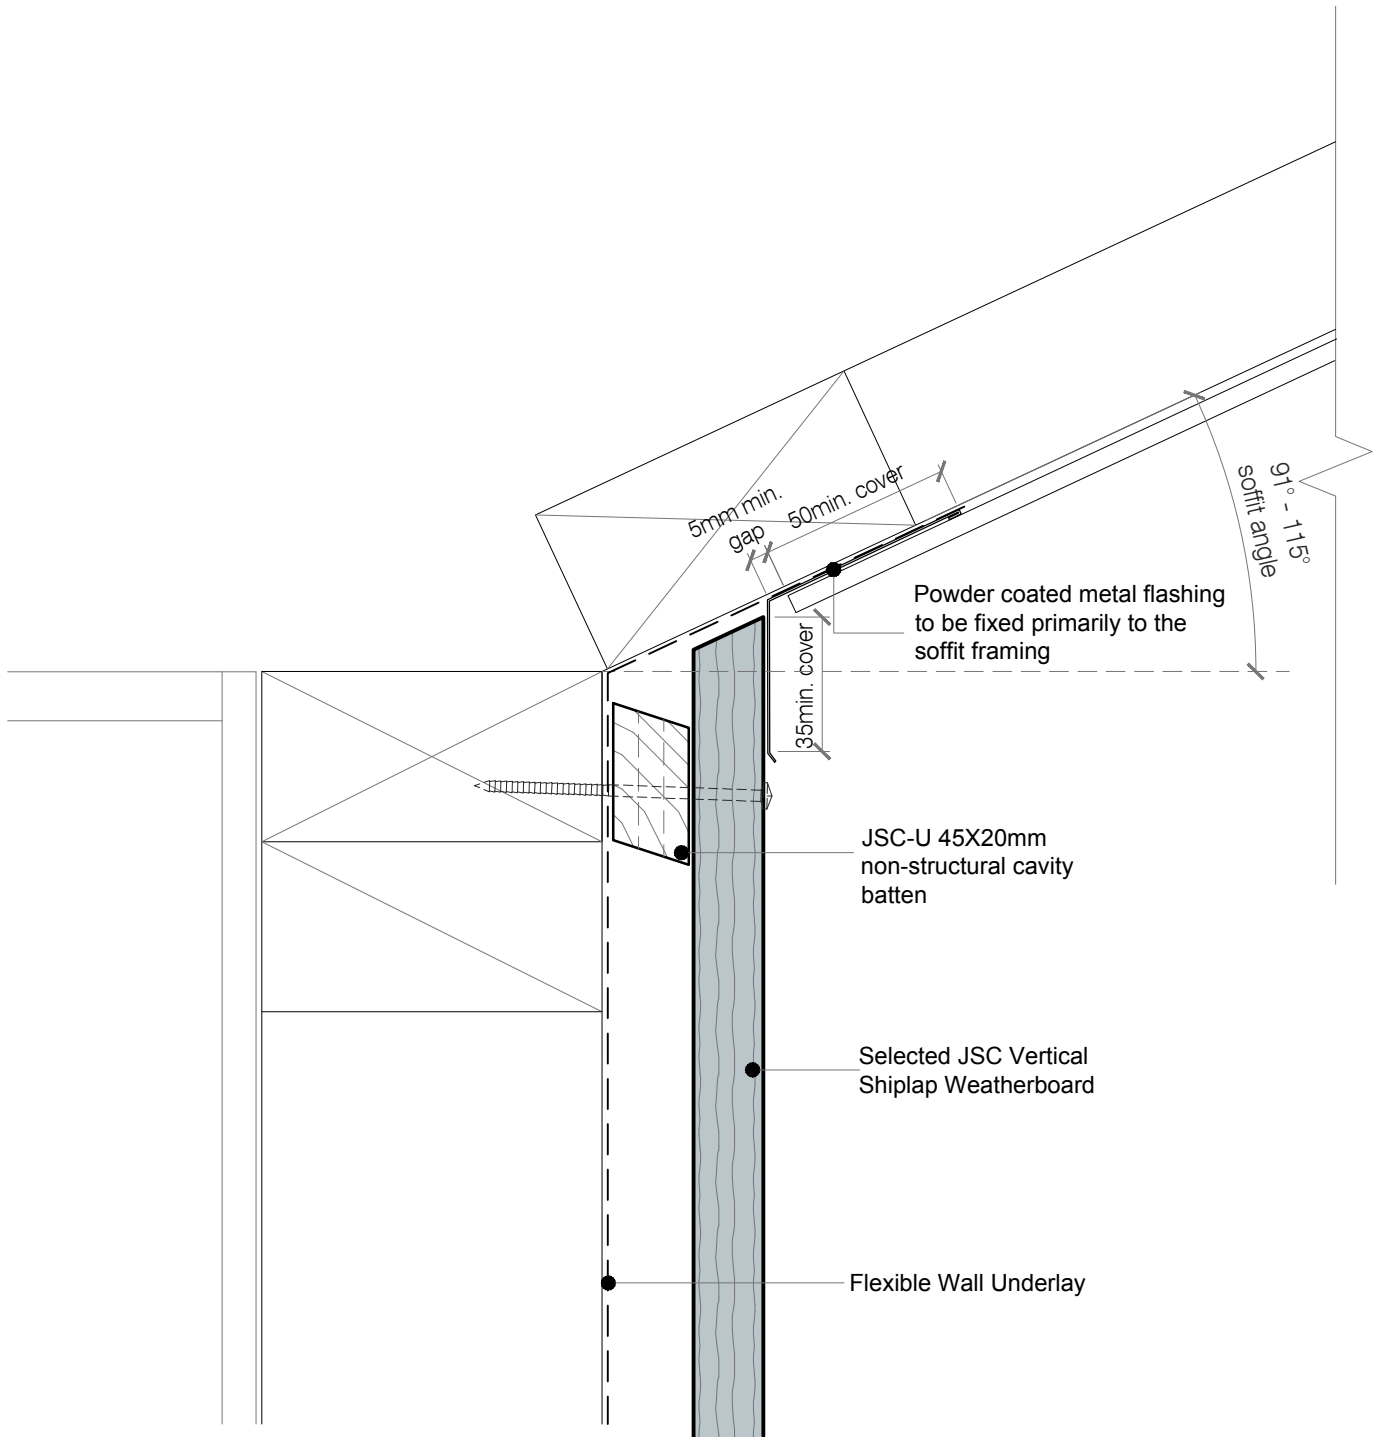 5mm min.
gap
50min. cover
91° - 115°
soffit angle
Powder coated metal flashing
to be fixed primarily to the
soffit framing
35min. cover
JSC-U 45X20mm
non-structural cavity
batten
Selected JSC Vertical
Shiplap Weatherboard
Flexible Wall Underlay